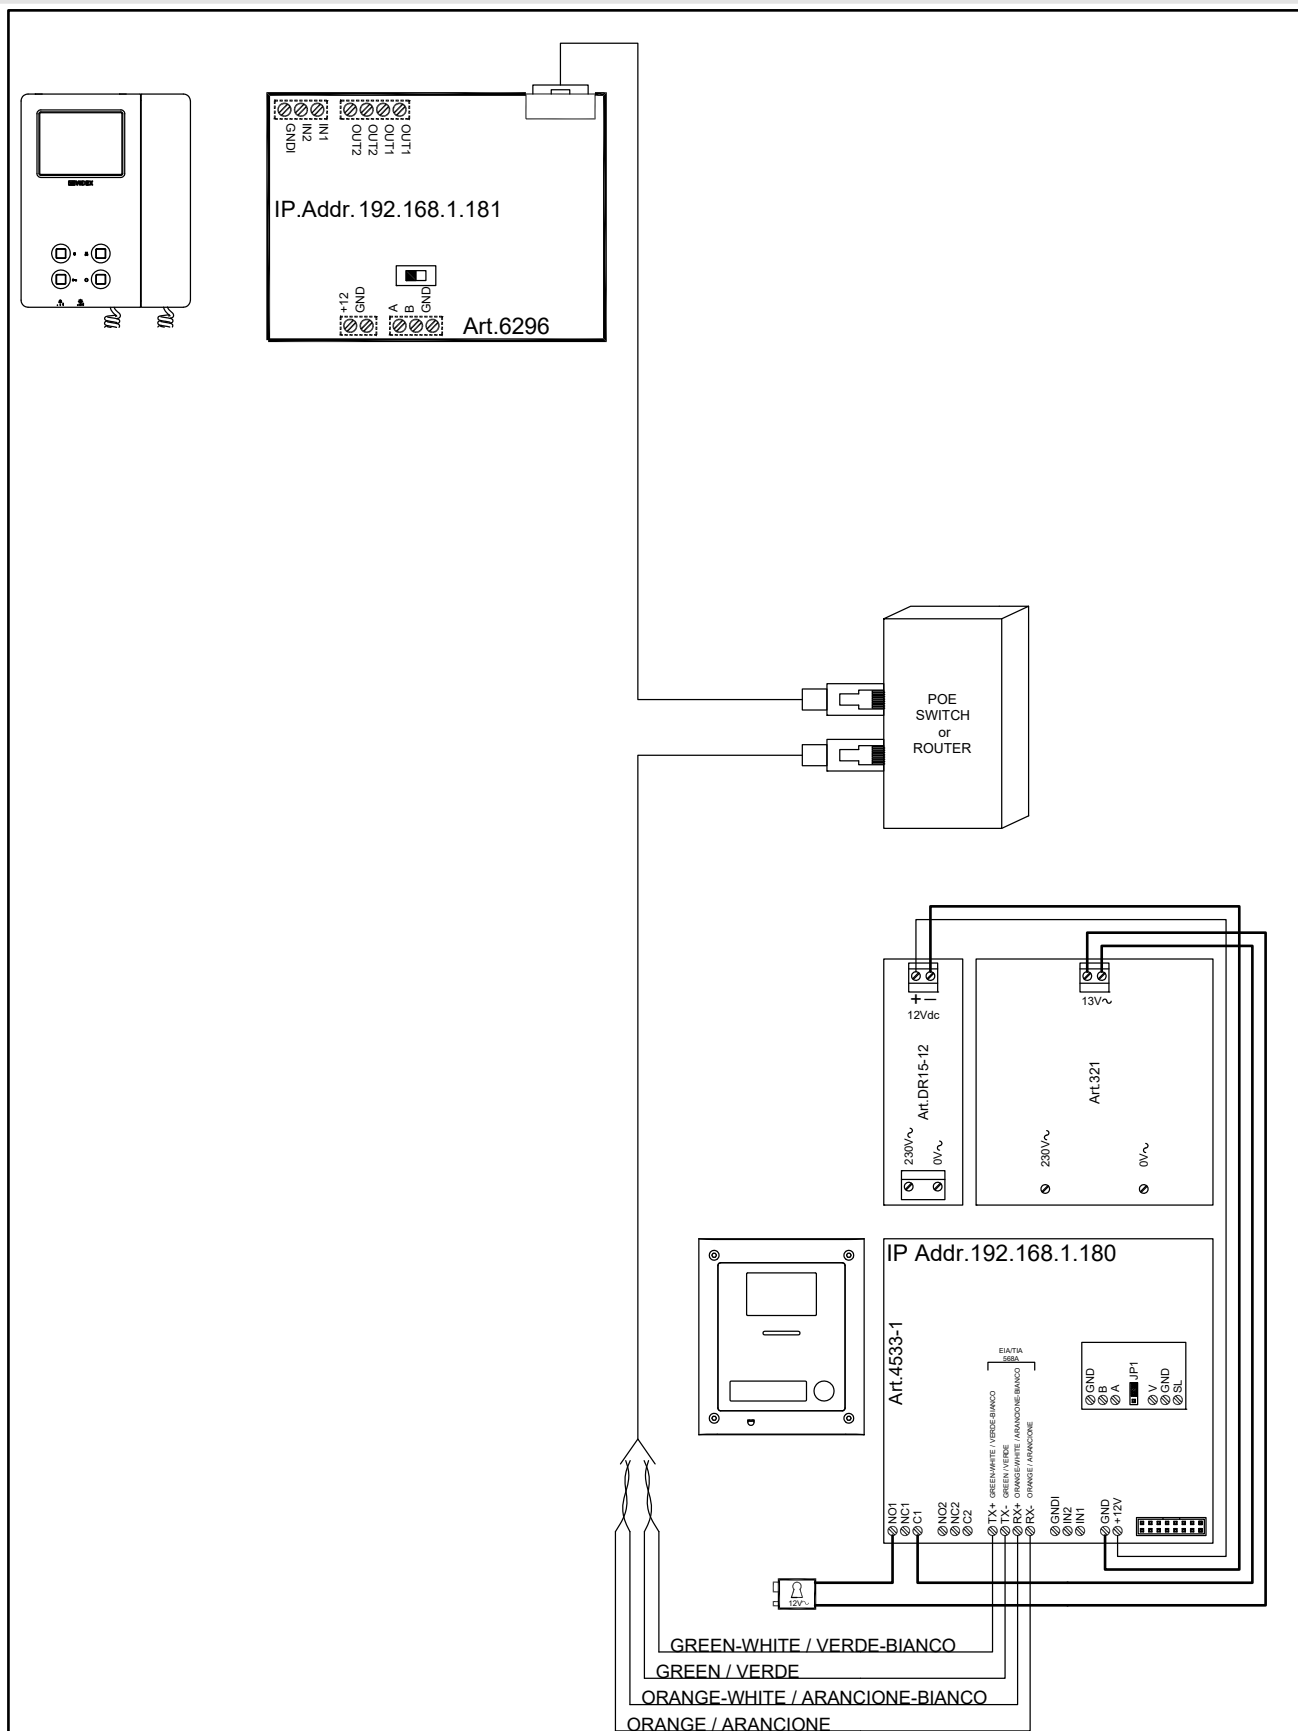 GNDI
IN2
IN1
OUT2
OUT2
OUT1
OUT1
IP.Addr. 192.168.1.181
+12
GND
A
B
GND
Art.6296
VIDEX
POE
SWITCH
or
ROUTER
+ −
12Vdc
Art.DR15-12
230V~
0V~
13V~
Art.321
230V~
0V~
IP Addr.192.168.1.180
Art.4533-1
EIA/TIA
568A
GREEN-WHITE / VERDE-BIANCO
GREEN / VERDE
ORANGE-WHITE / ARANCIONE-BIANCO
ORANGE / ARANCIONE
GND
B
A
JP1
V
GND
SL
NO1
NC1
C1
NO2
NC2
C2
TX+
TX-
RX+
RX-
GNDI
IN2
IN1
GND
+12V
12V~
GREEN-WHITE / VERDE-BIANCO
GREEN / VERDE
ORANGE-WHITE / ARANCIONE-BIANCO
ORANGE / ARANCIONE